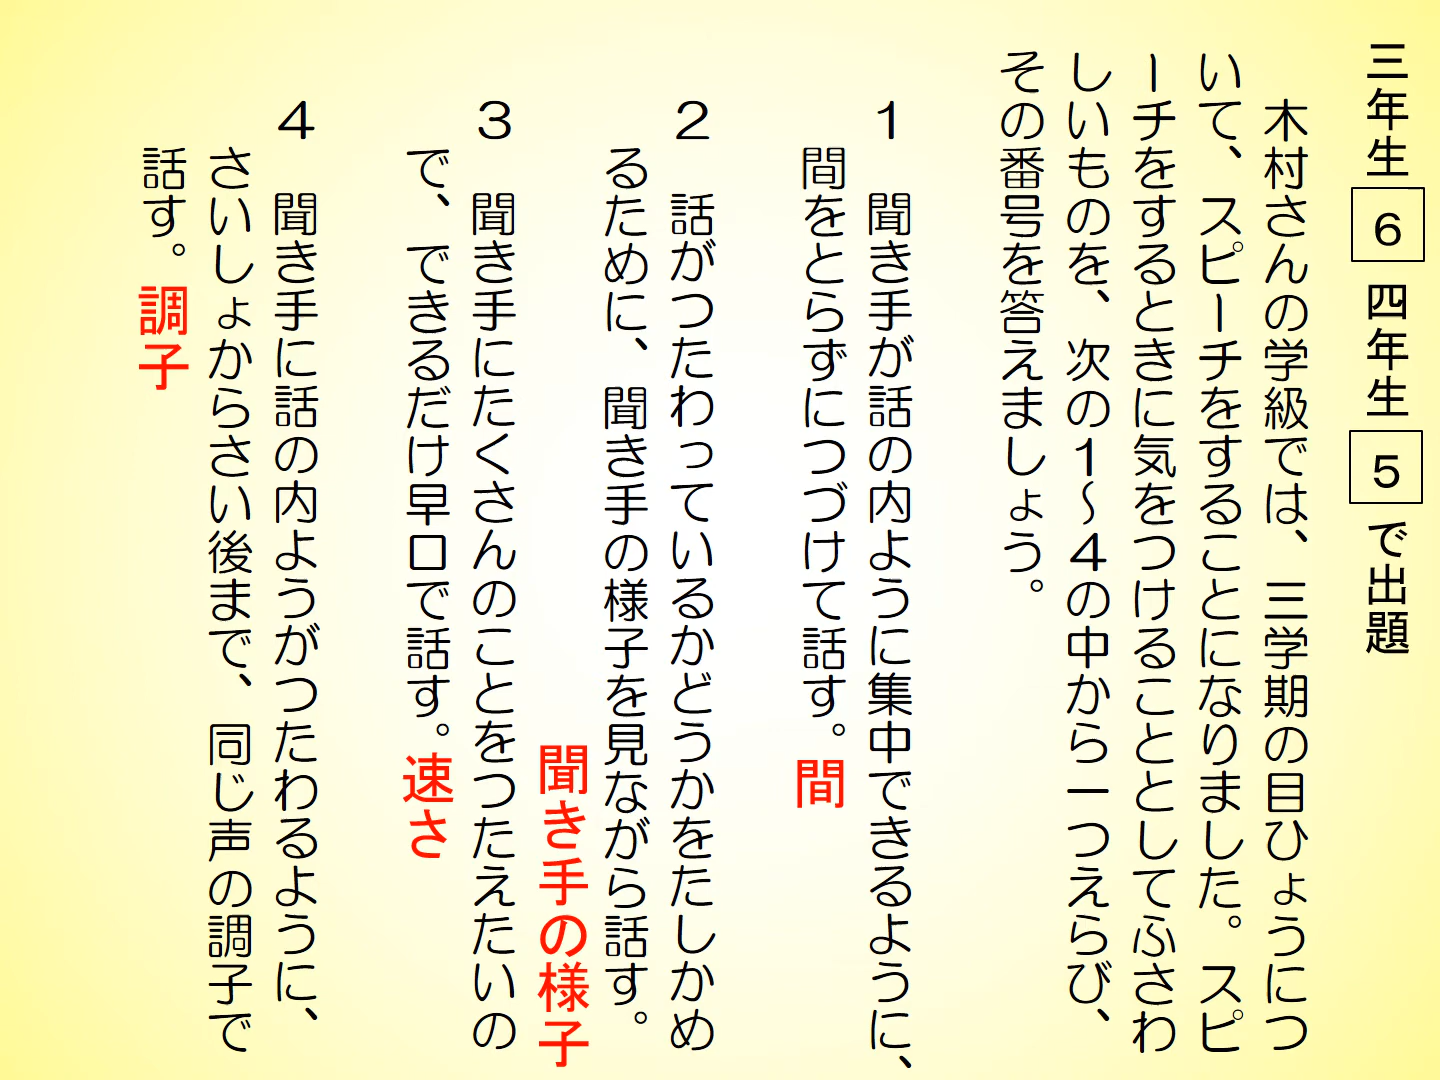 三年生６四年生５で出題
木村さんの学級では、三学期の目ひょうにつ
いて、スピーチをすることになりました。スピ
ーチをするときに気をつけることとしてふさわ
しいものを、次の１～４の中から一つえらび、
その番号を答えましょう。
１　聞き手が話の内ように集中できるように、
間をとらずにつづけて話す。間
２　話がつたわっているかどうかをたしかめ
るために、聞き手の様子を見ながら話す。
聞き手の様子
３　聞き手にたくさんのことをつたえたいの
で、できるだけ早口で話す。速さ
４　聞き手に話の内ようがつたわるように、
さいしょからさい後まで、同じ声の調子で
話す。調子